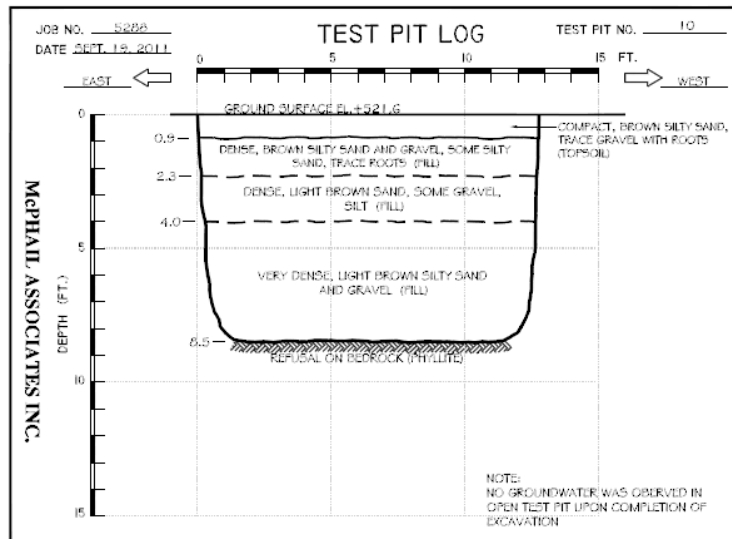 JOB NO. 5288
TEST PIT LOG
TEST PIT NO. 10
DATE SEPT. 19, 2011
0 5 10 15 FT.
EAST
WEST
0
GROUND SURFACE EL.+521.6
COMPACT, BROWN SILTY SAND,
TRACE GRAVEL WITH ROOTS
(TOPSOIL)
0.9
DENSE, BROWN SILTY SAND AND GRAVEL, SOME SILTY
SAND, TRACE ROOTS (FILL)
2.3
DENSE, LIGHT BROWN SAND, SOME GRAVEL,
SILT (FILL)
4.0
5
VERY DENSE, LIGHT BROWN SILTY SAND
AND GRAVEL (FILL)
8.5
REFUSAL ON BEDROCK (PHYLLITE)
10
15
DEPTH (FT.)
McPHAIL ASSOCIATES INC.
NOTE:
NO GROUNDWATER WAS OBERVED IN
OPEN TEST PIT UPON COMPLETION OF
EXCAVATION